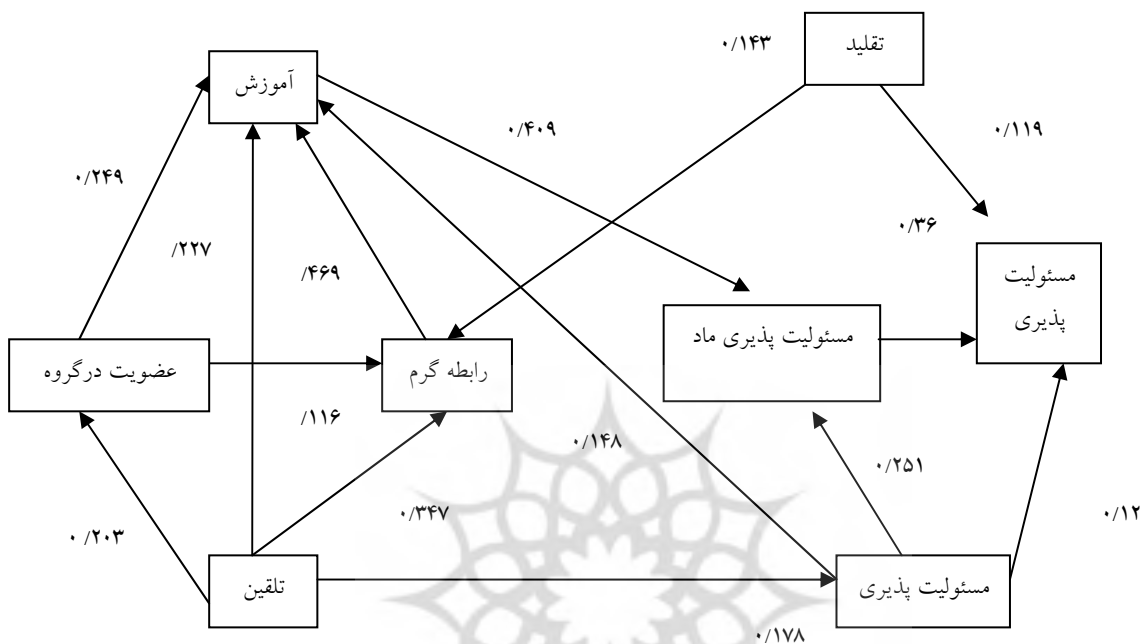 تقلید
۰/۱۴۳
آموزش
۰/۴۰۹
۰/۱۱۹
۰/۲۴۹
/۲۲۷
/۴۶۹
۰/۳۶
مسئولیت
پذیری
مسئولیت پذیری ماد
رابطه گرم
عضویت درگروه
/۱۱۶
۰/۱۴۸
۰/۲۵۱
۰/۳۴۷
۰/۱۲
۰/۲۰۳
تلقین
مسئولیت پذیری
۰/۱۷۸